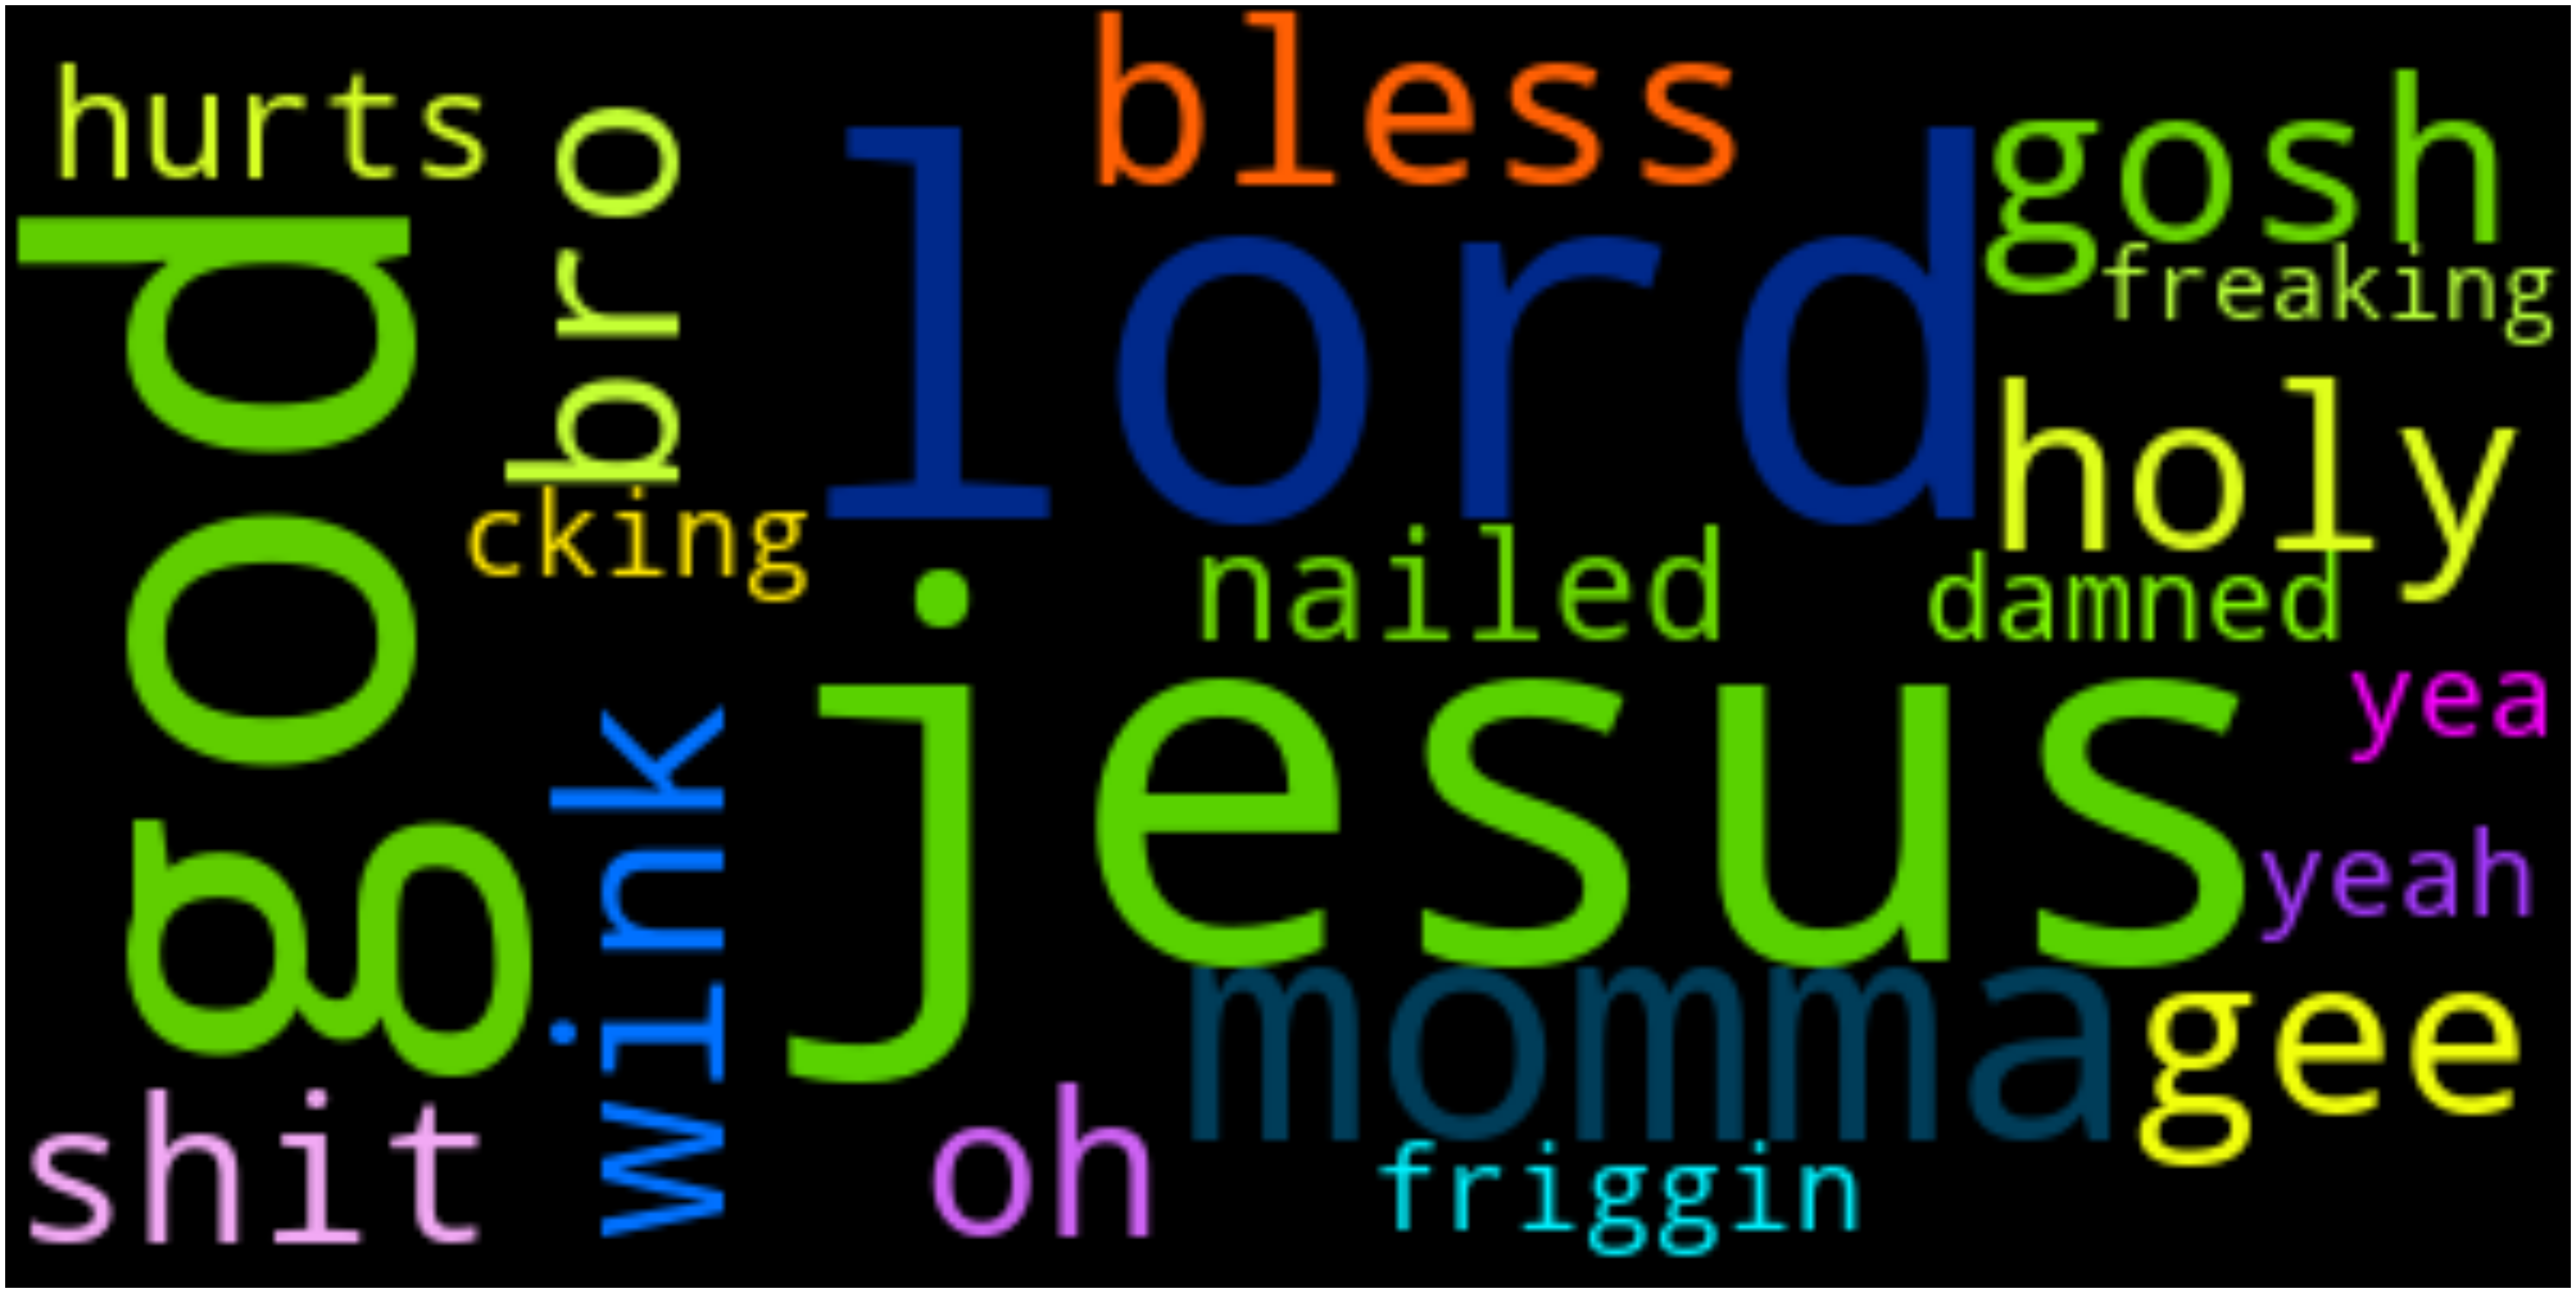 bless
hurts
gosh
bro
lord
freaking
god
holy
cking
nailed
damned
yea
jesus
wink
yeah
momma
gee
shit
oh
friggin